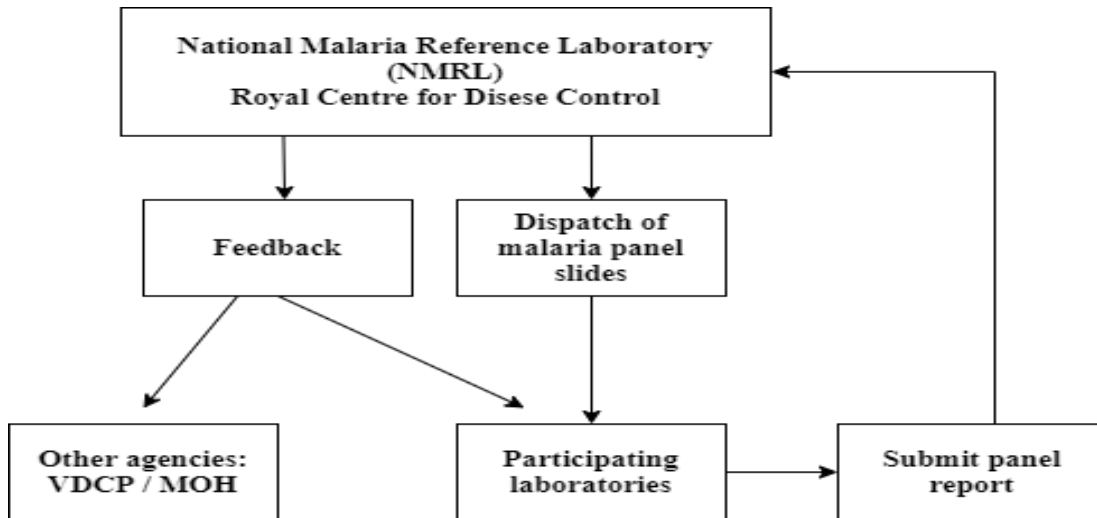 National Malaria Reference Laboratory
(NMRL)
Royal Centre for Disese Control
Feedback
Dispatch of
malaria panel
slides
Other agencies:
VDCP / MOH
Participating
laboratories
Submit panel
report